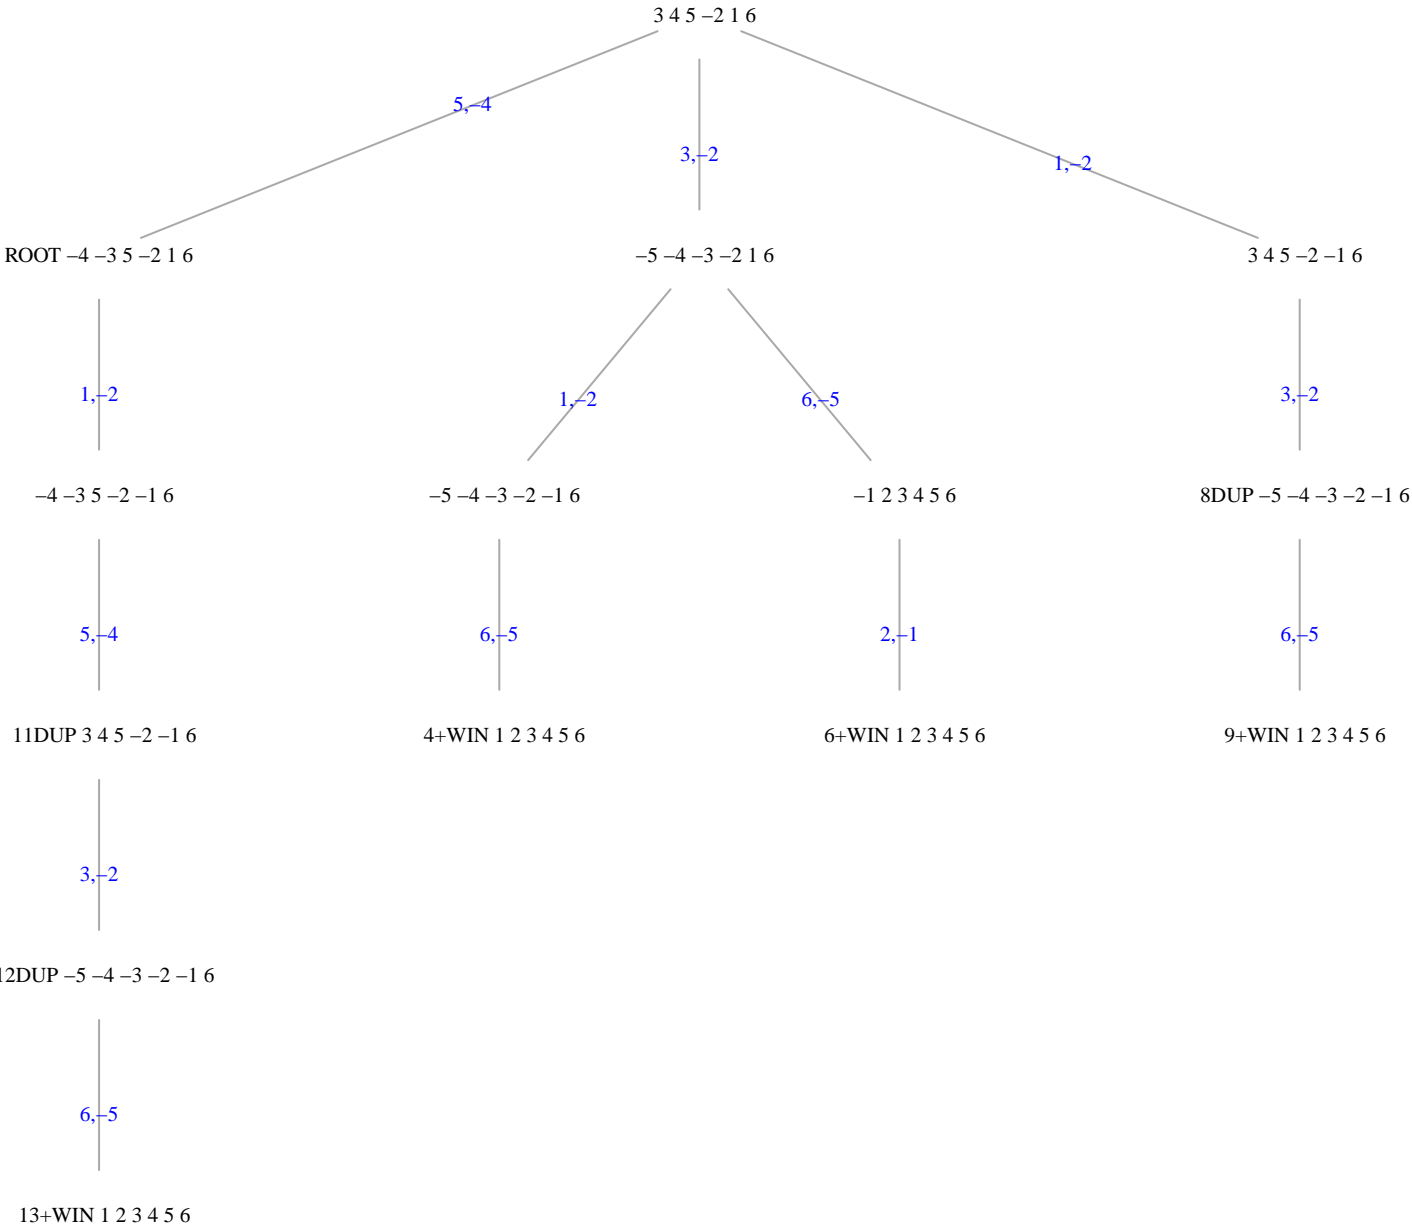 3 4 5 –2 1 6
5,–4
3,–2
1,–2
ROOT –4 –3 5 –2 1 6
–5 –4 –3 –2 1 6
3 4 5 –2 –1 6
1,–2
1,–2
6,–5
3,–2
–4 –3 5 –2 –1 6
–5 –4 –3 –2 –1 6
–1 2 3 4 5 6
8DUP –5 –4 –3 –2 –1 6
5,–4
6,–5
2,–1
6,–5
11DUP 3 4 5 –2 –1 6
4+WIN 1 2 3 4 5 6
6+WIN 1 2 3 4 5 6
9+WIN 1 2 3 4 5 6
3,–2
12DUP –5 –4 –3 –2 –1 6
6,–5
13+WIN 1 2 3 4 5 6